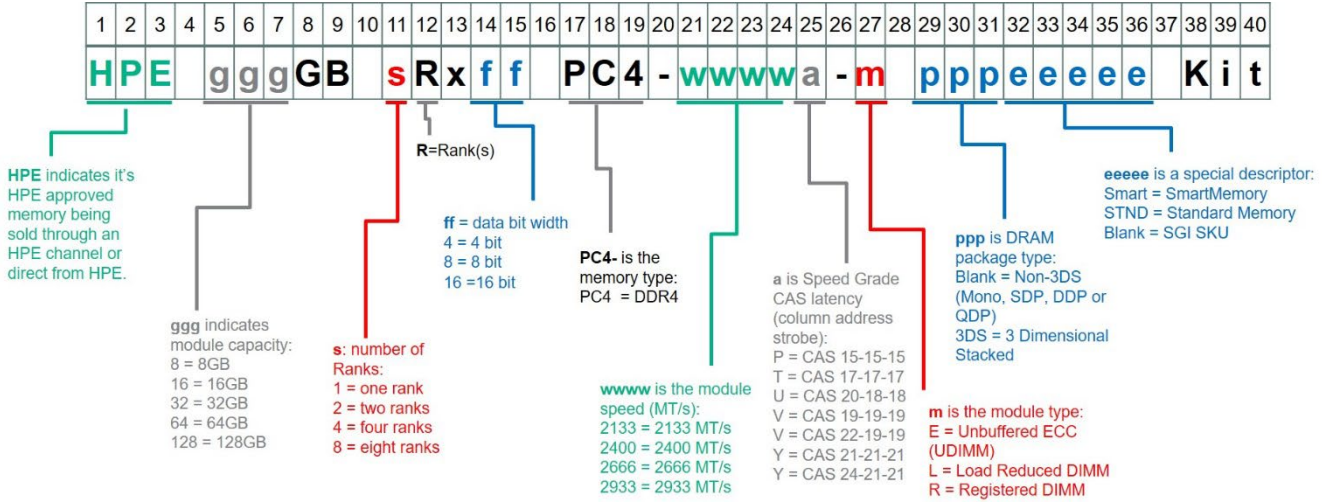 1 2 3 4 5 6 7 8 9 10 11 12 13 14 15 16 17 18 19 20 21 22 23 24 25 26 27 28 29 30 31 32 33 34 35 36 37 38 39 40
HPE gggGB sRxff PC4-wwwwa-m pppeeeee Kit
HPE indicates it's
HPE approved
memory being
sold through an
HPE channel or
direct from HPE.
ggg indicates
module capacity:
8 = 8GB
16 = 16GB
32 = 32GB
64 = 64GB
128 = 128GB
s: number of
Ranks:
1 = one rank
2 = two ranks
4 = four ranks
8 = eight ranks
R=Rank(s)
ff = data bit width
4 = 4 bit
8 = 8 bit
16 =16 bit
PC4- is the
memory type:
PC4 = DDR4
wwww is the module
speed (MT/s):
2133 = 2133 MT/s
2400 = 2400 MT/s
2666 = 2666 MT/s
2933 = 2933 MT/s
a is Speed Grade
CAS latency
(column address
strobe):
P = CAS 15-15-15
T = CAS 17-17-17
U = CAS 20-18-18
V = CAS 19-19-19
V = CAS 22-19-19
Y = CAS 21-21-21
Y = CAS 24-21-21
m is the module type:
E = Unbuffered ECC
(UDIMM)
L = Load Reduced DIMM
R = Registered DIMM
ppp is DRAM
package type:
Blank = Non-3DS
(Mono, SDP, DDP or
QDP)
3DS = 3 Dimensional
Stacked
eeeee is a special descriptor:
Smart = SmartMemory
STND = Standard Memory
Blank = SGI SKU